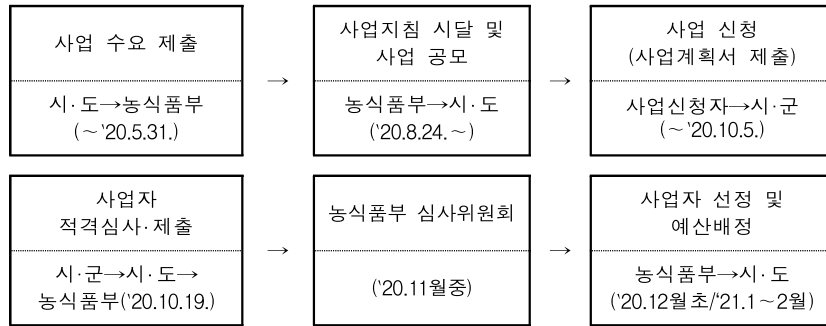 사업 수요 제출
시·도→농식품부
(~'20.5.31.)
→
사업지침 시달 및
사업 공모
농식품부→시·도
('20.8.24.~)
→
사업 신청
(사업계획서 제출)
사업신청자→시·군
(~'20.10.5.)
사업자
적격심사·제출
시·군→시·도→
농식품부('20.10.19.)
→
농식품부 심사위원회
('20.11월중)
→
사업자 선정 및
예산배정
농식품부→시·도
('20.12월초/'21.1~2월)